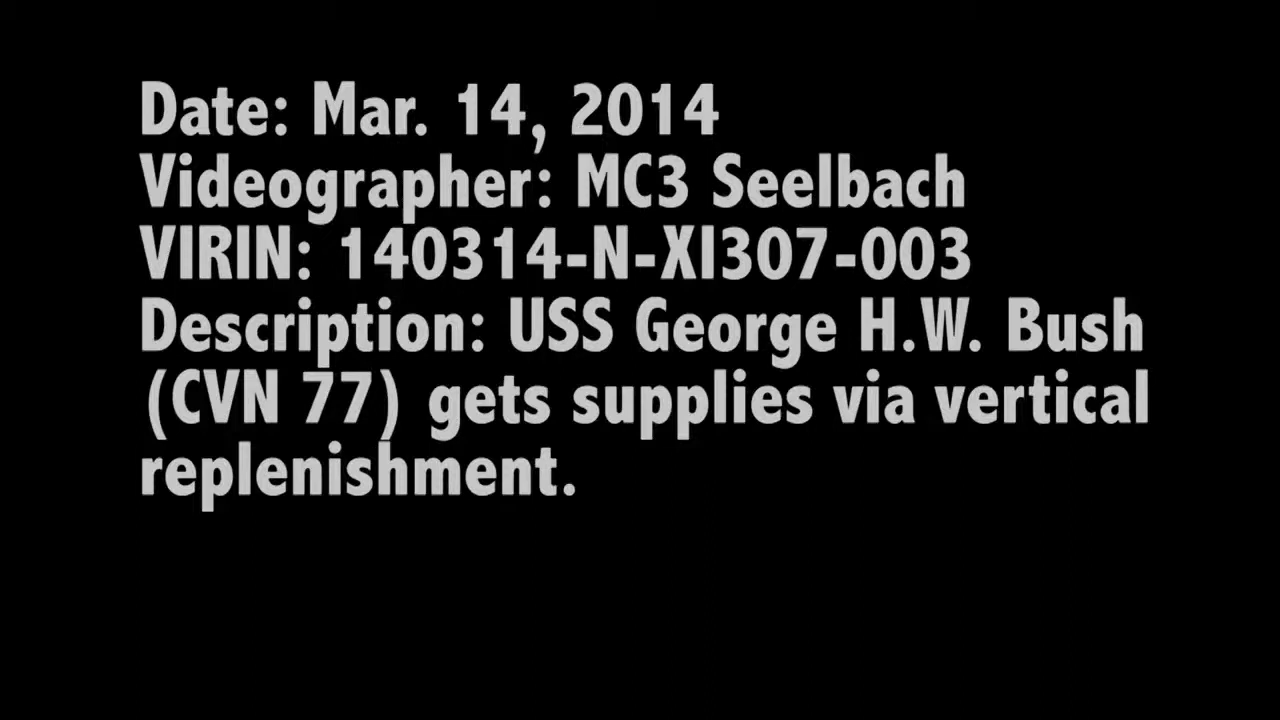 Date: Mar. 14, 2014
Videographer: MC3 Seelbach
VIRIN: 140314-N-XI307-003
Description: USS George H.W. Bush
(CVN 77) gets supplies via vertical
replenishment.